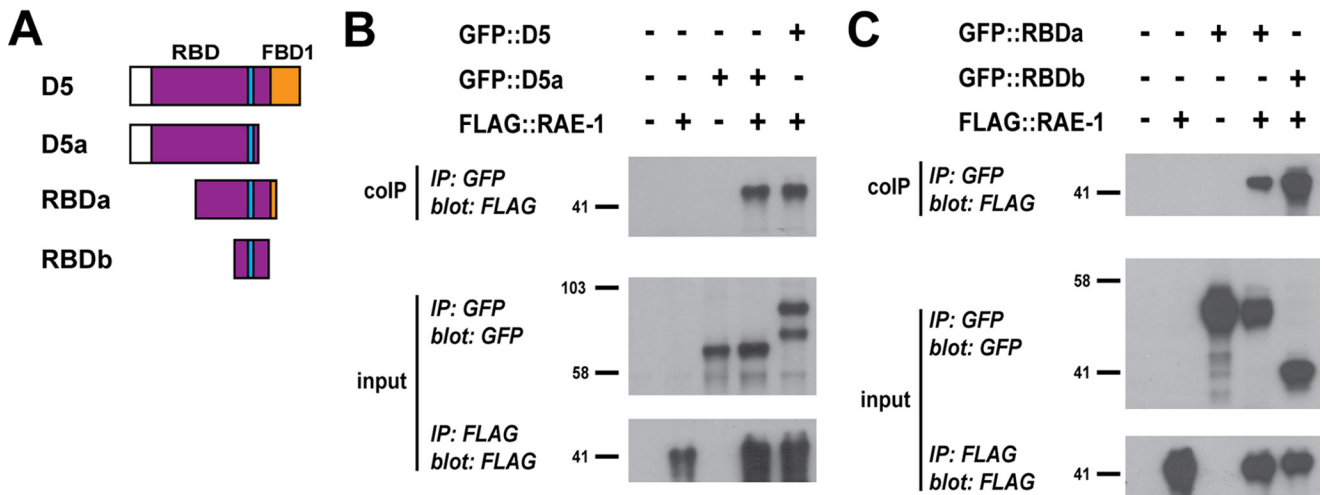 A
RBD FBD1
D5
D5a
RBDa
RBDb
B
GFP::D5 - - - - +
GFP::D5a - - + + -
FLAG::RAE-1 - + - + +
coIP
IP: GFP
blot: FLAG
41
input
IP: GFP
blot: GFP
103
58
IP: FLAG
blot: FLAG
41
C
GFP::RBDa - - + + -
GFP::RBDb - - - - +
FLAG::RAE-1 - + - + +
coIP
IP: GFP
blot: FLAG
41
input
IP: GFP
blot: GFP
58
41
IP: FLAG
blot: FLAG
41